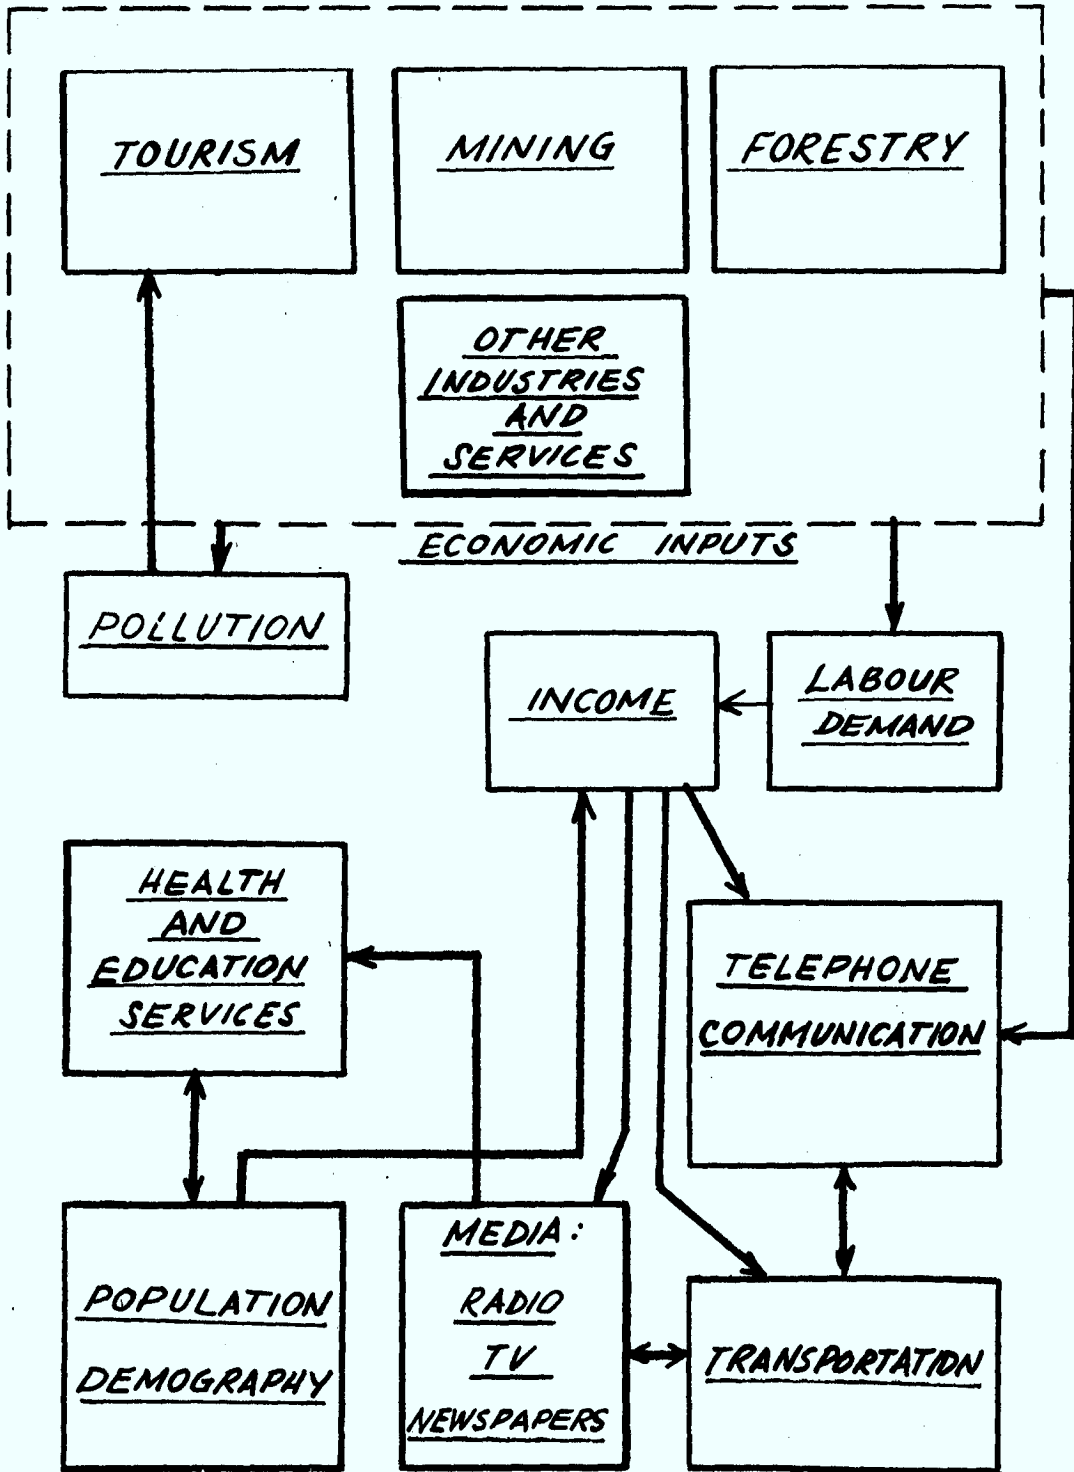 TOURISM
MINING
FORESTRY
OTHER
INDUSTRIES
AND
SERVICES
ECONOMIC INPUTS
POLLUTION
INCOME
LABOUR
DEMAND
HEALTH
AND
EDUCATION
SERVICES
TELEPHONE
COMMUNICATION
POPULATION
DEMOGRAPHY
MEDIA:
RADIO
TV
NEWSPAPERS
TRANSPORTATION